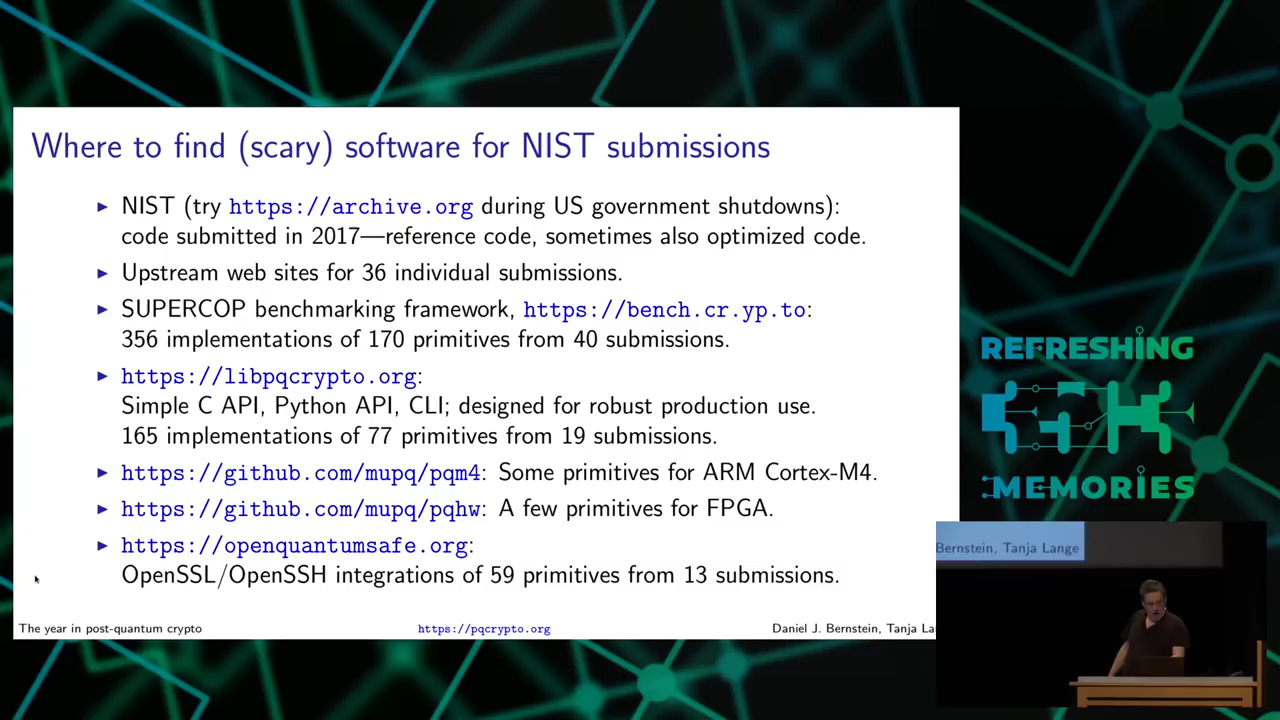 Where to find (scary) software for NIST submissions
▶ NIST (try https://archive.org during US government shutdowns):
code submitted in 2017—reference code, sometimes also optimized code.
▶ Upstream web sites for 36 individual submissions.
▶ SUPERCOP benchmarking framework, https://bench.cr.yp.to:
356 implementations of 170 primitives from 40 submissions.
▶ https://libpqcrypto.org:
Simple C API, Python API, CLI; designed for robust production use.
165 implementations of 77 primitives from 19 submissions.
▶ https://github.com/mupq/pqm4: Some primitives for ARM Cortex-M4.
▶ https://github.com/mupq/pqhw: A few primitives for FPGA.
▶ https://openquantumsafe.org:
OpenSSL/OpenSSH integrations of 59 primitives from 13 submissions.
The year in post-quantum crypto
https://pqcrypto.org
Daniel J. Bernstein, Tanja La
REFRESHING
35C3
:MEMORIES
Bernstein, Tanja Lange